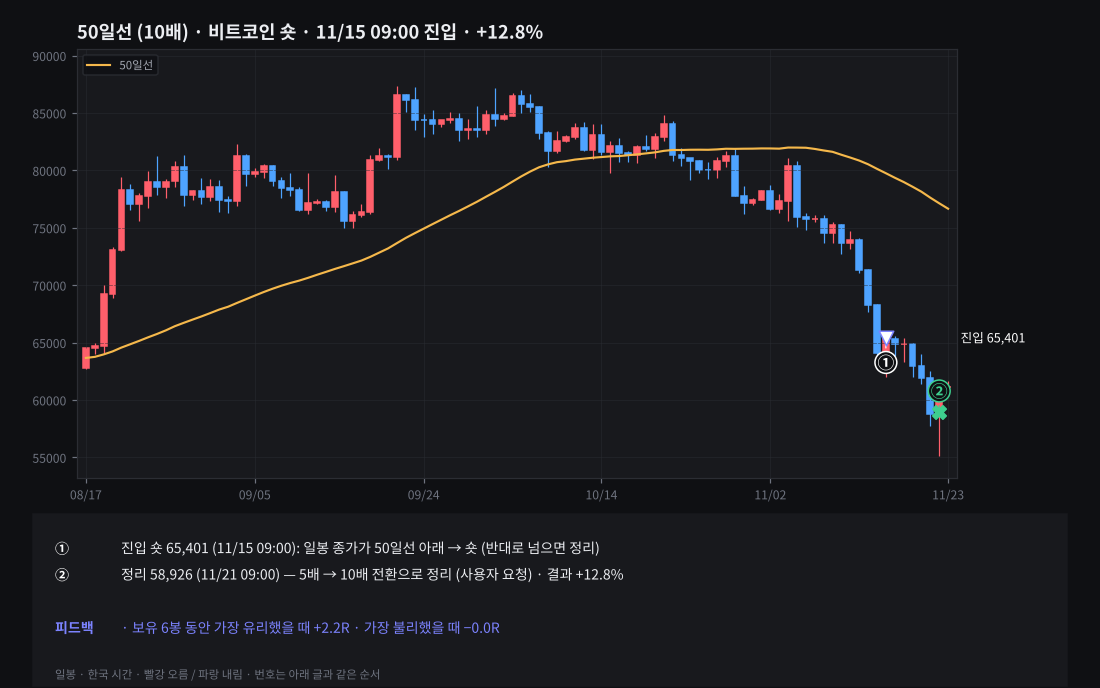 50일선 (10배) · 비트코인 숏 · 11/15 09:00 진입 · +12.8%
50일선
90000
85000
80000
75000
70000
65000
60000
55000
진입 65,401
1
2
08/17
09/05
09/24
10/14
11/02
11/23
① 진입 숏 65,401 (11/15 09:00): 일봉 종가가 50일선 아래 → 숏 (반대로 넘으면 정리)
② 정리 58,926 (11/21 09:00) — 5배 → 10배 전환으로 정리 (사용자 요청) · 결과 +12.8%
피드백 · 보유 6봉 동안 가장 유리했을 때 +2.2R · 가장 불리했을 때 −0.0R
일봉 · 한국 시간 · 빨강 오름 / 파랑 내림 · 번호는 아래 글과 같은 순서